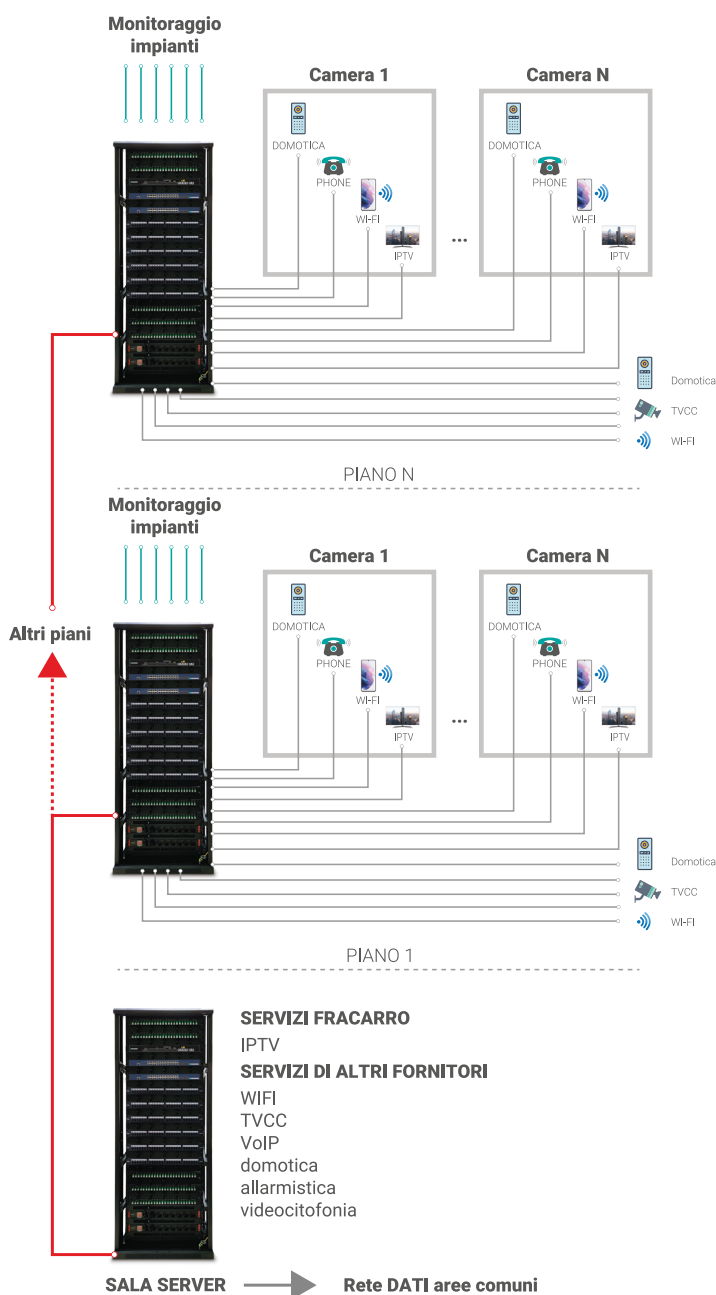 Monitoraggio
impianti
Camera 1
Camera N
DOMOTICA
PHONE
WI-FI
IPTV
...
DOMOTICA
PHONE
WI-FI
IPTV
Domotica
TVCC
WI-FI
PIANO N
Monitoraggio
impianti
Camera 1
Camera N
DOMOTICA
PHONE
WI-FI
IPTV
...
DOMOTICA
PHONE
WI-FI
IPTV
Altri piani
Domotica
TVCC
WI-FI
PIANO 1
SERVIZI FRACARRO
IPTV
SERVIZI DI ALTRI FORNITORI
WIFI
TVCC
VoIP
domotica
allarmistica
videocitofonia
SALA SERVER
Rete DATI aree comuni